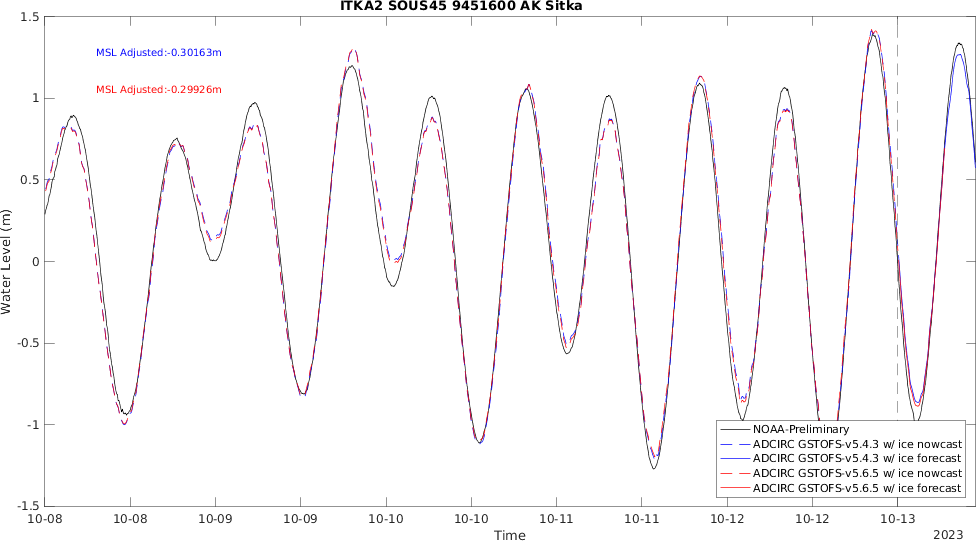 ITKA2 SOUS45 9451600 AK Sitka
MSL Adjusted:-0.30163m
MSL Adjusted:-0.29926m
Water Level (m)
1.5
1
0.5
0
-0.5
-1
-1.5
NOAA-Preliminary
ADCIRC GSTOFS-v5.4.3 w/ ice nowcast
ADCIRC GSTOFS-v5.4.3 w/ ice forecast
ADCIRC GSTOFS-v5.6.5 w/ ice nowcast
ADCIRC GSTOFS-v5.6.5 w/ ice forecast
10-08 10-08 10-09 10-09 10-10 10-10 10-11 10-11 10-12 10-12 10-13
Time
2023